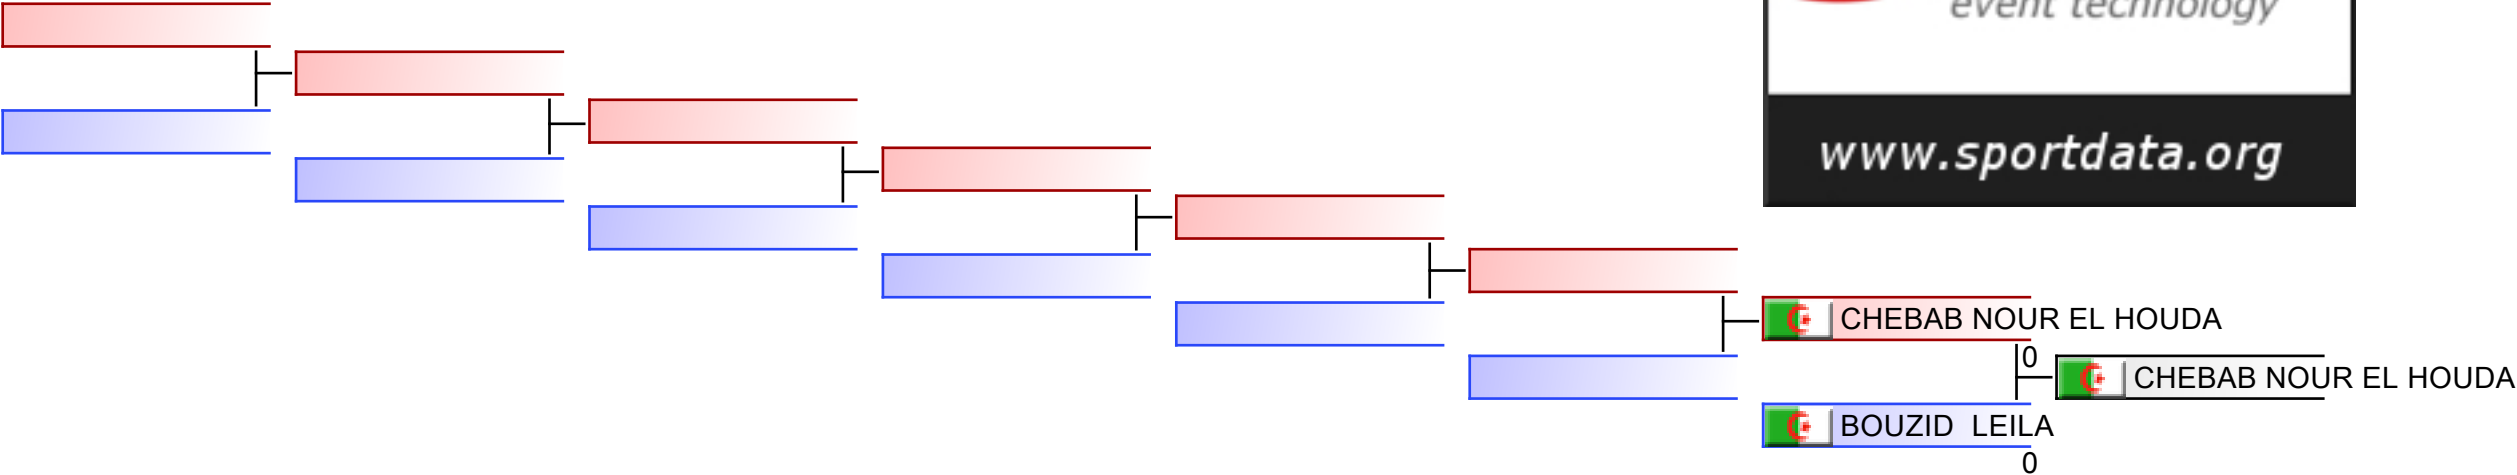 event technology
www.sportdata.org
CHEBAB NOUR EL HOUDA
0
CHEBAB NOUR EL HOUDA
BOUZID LEILA
0